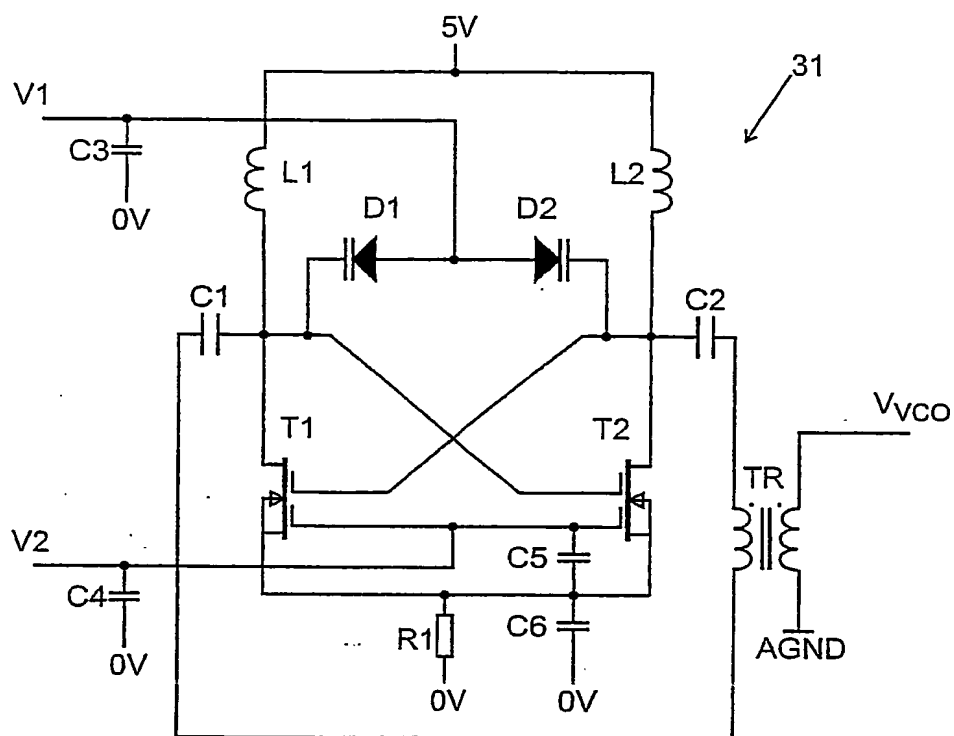 5V
31
V1
C3
0V
L1
L2
D1
D2
C1
C2
T1
T2
VVCO
TR
V2
C4
0V
C5
C6
R1
0V
0V
AGND